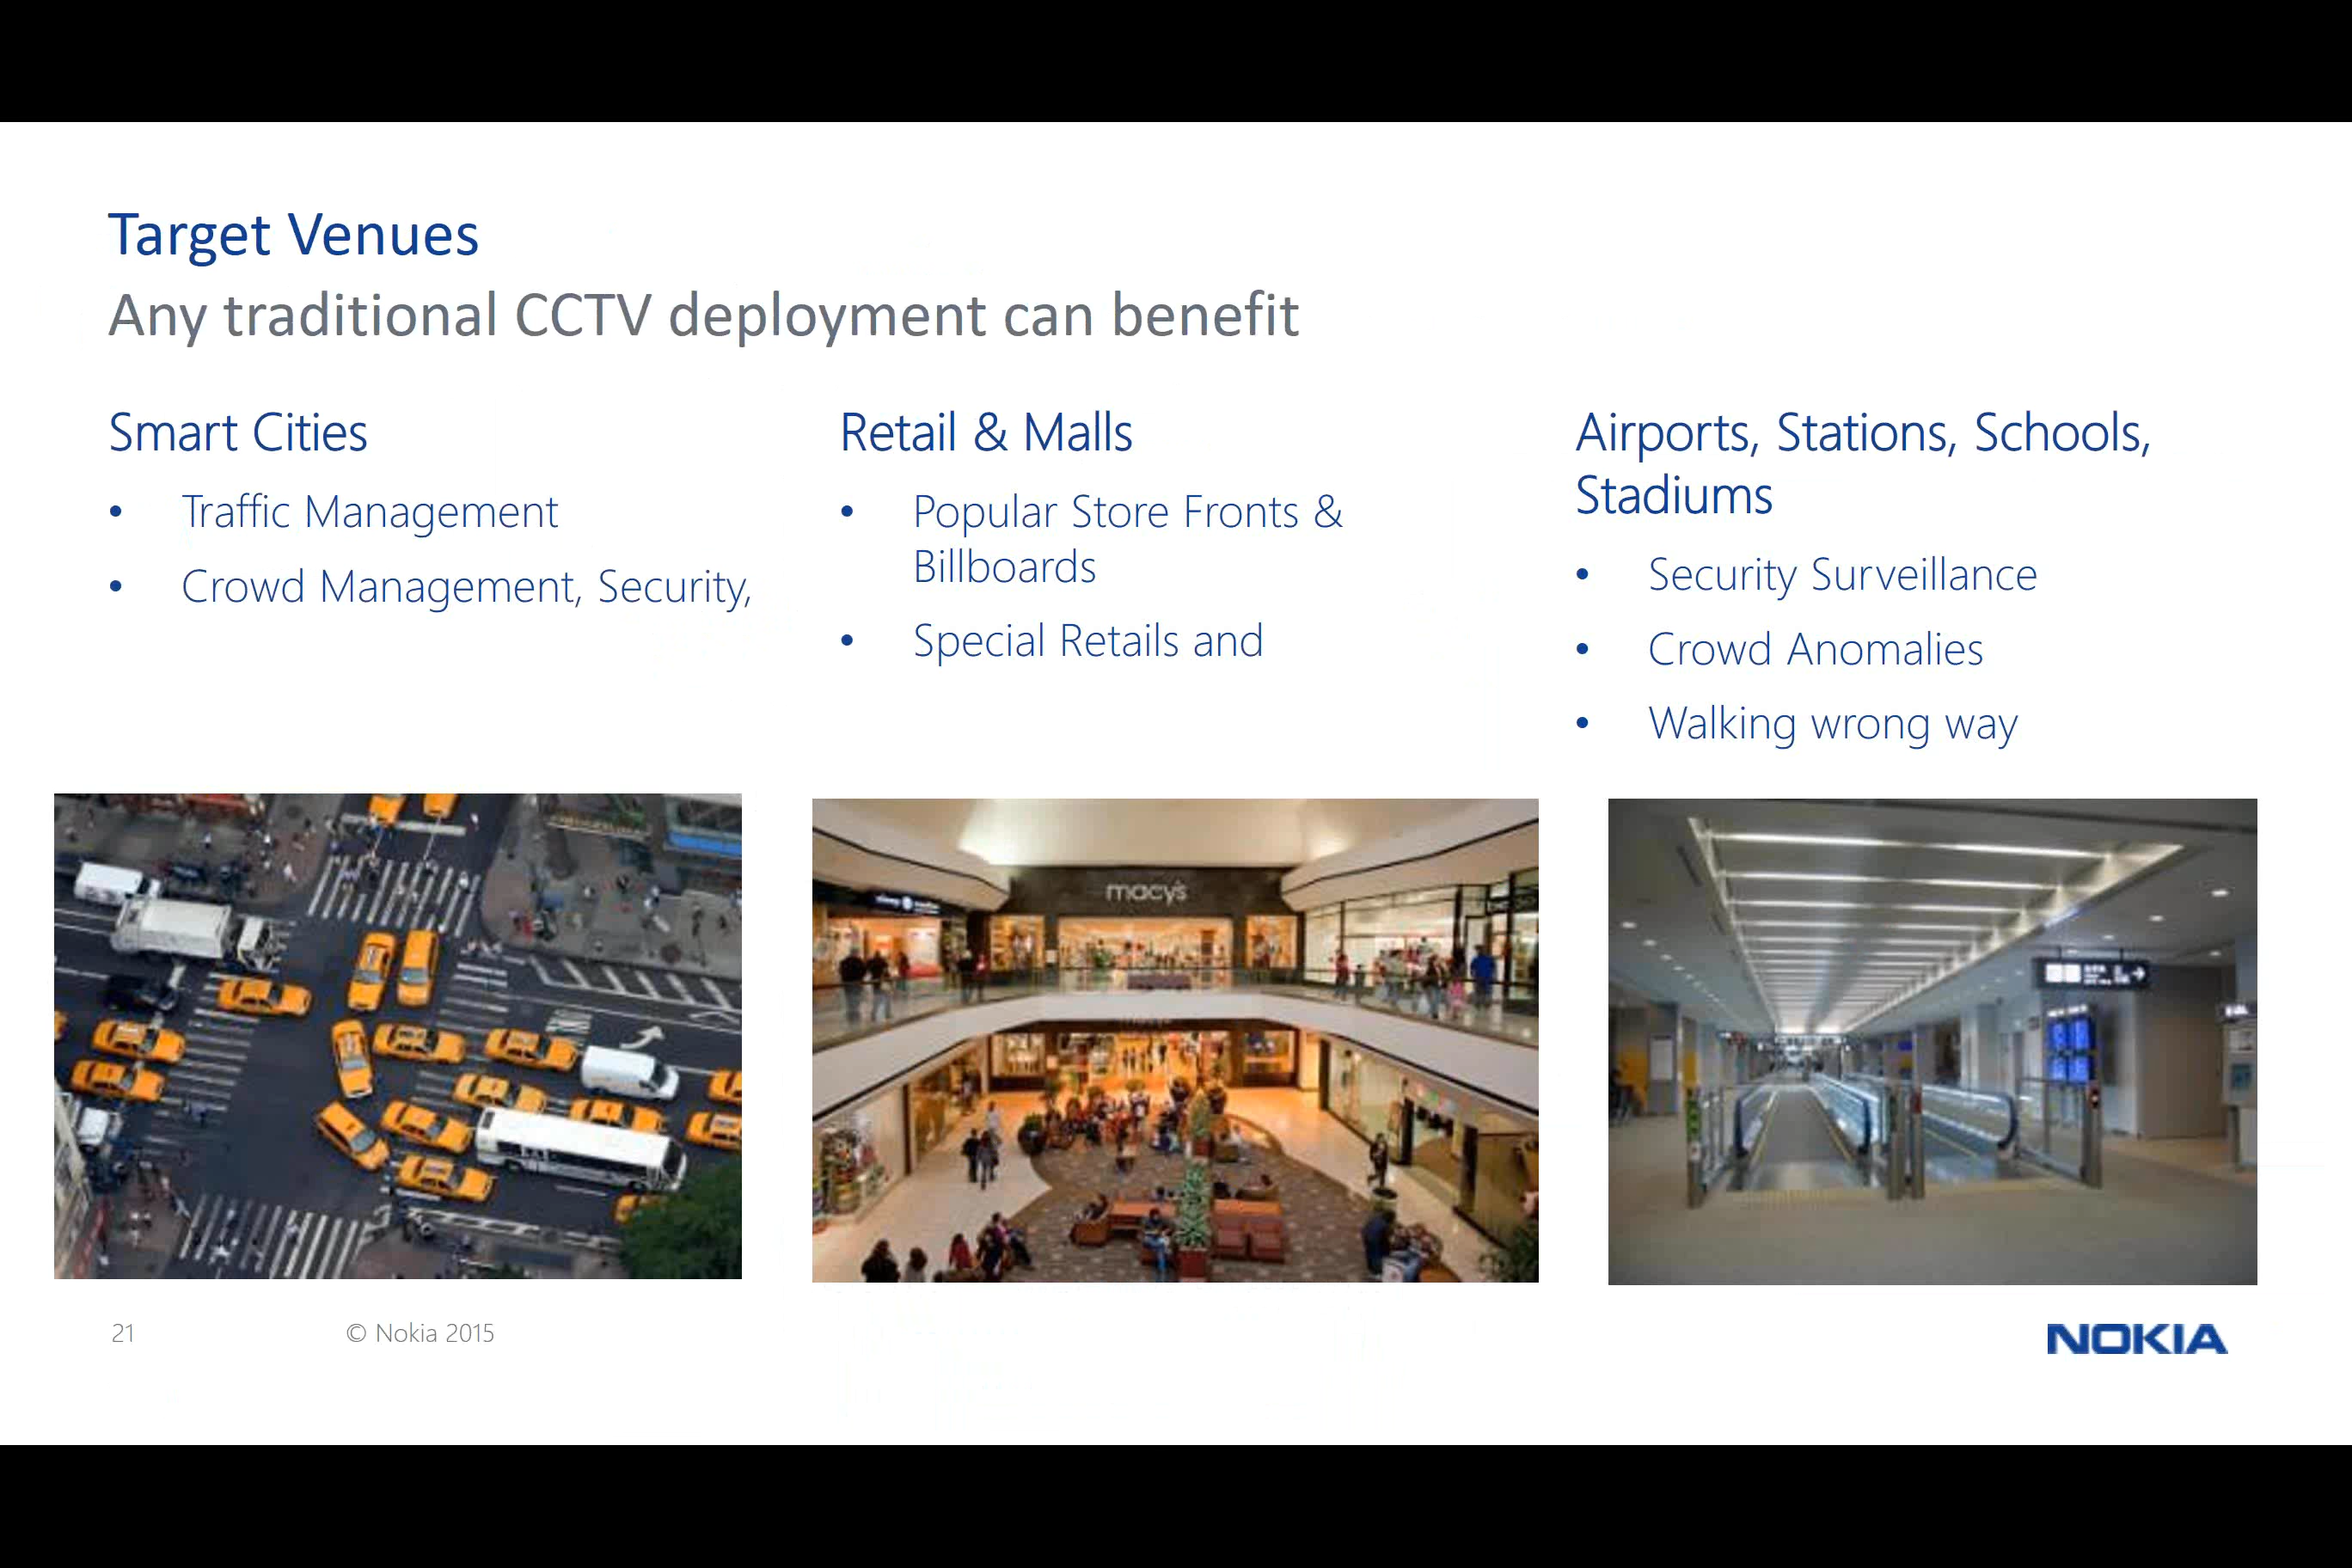 Target Venues
Any traditional CCTV deployment can benefit
Smart Cities
• Traffic Management
• Crowd Management, Security,
Retail & Malls
• Popular Store Fronts &
Billboards
• Special Retails and
Airports, Stations, Schools,
Stadiums
• Security Surveillance
• Crowd Anomalies
• Walking wrong way
macy's
21
© Nokia 2015
NOKIA